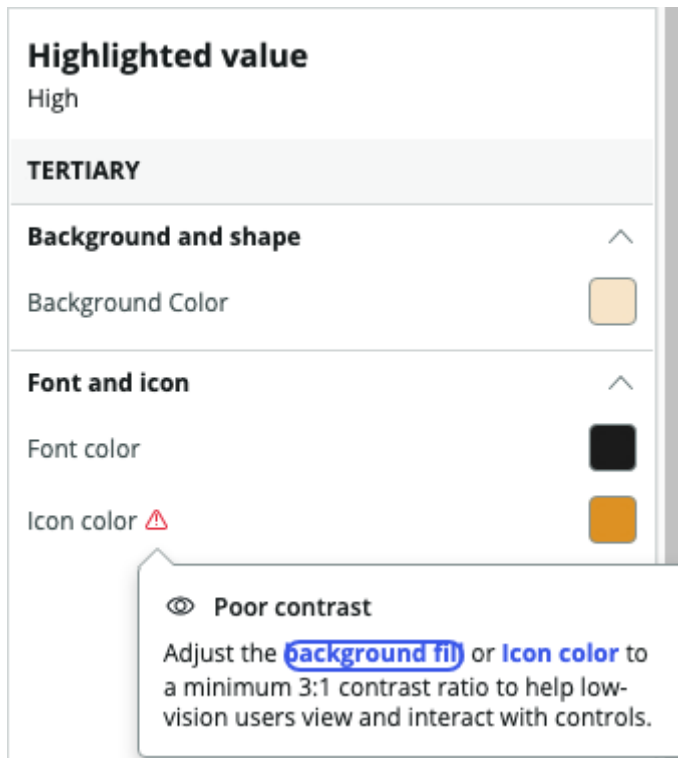 Highlighted value
High
TERTIARY
Background and shape
Background Color
Font and icon
Font color
Icon color
Poor contrast
Adjust the background fill or Icon color to
a minimum 3:1 contrast ratio to help low-
vision users view and interact with controls.